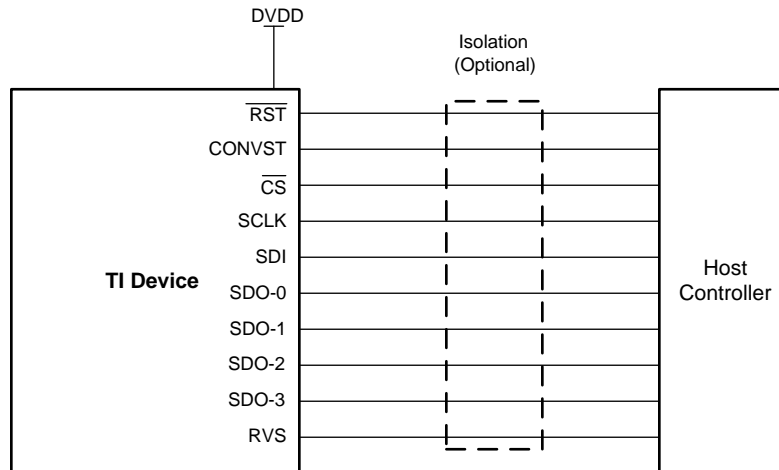 DVDD
Isolation
(Optional)
RST
CONVST
CS
SCLK
SDI
TI Device
SDO-0
SDO-1
SDO-2
SDO-3
RVS
Host
Controller